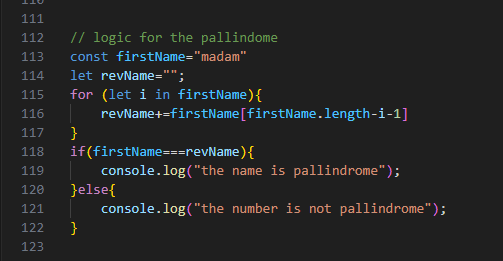 111
112 // logic for the pallindome
113 const firstName="madam"
114 let revName="";
115 for (let i in firstName){
116 revName+=firstName[firstName.length-i-1]
117 }
118 if(firstName===revName){
119 console.log("the name is pallindrome");
120 }else{
121 console.log("the number is not pallindrome");
122 }
123